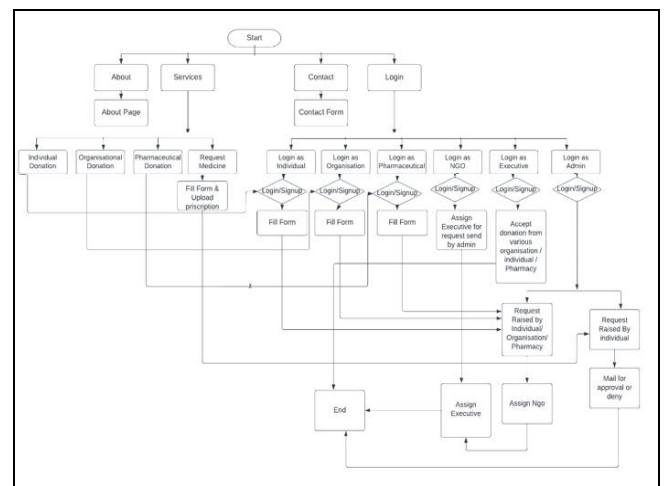 Start
About
Services
Contact
Login
About Page
Contact Form
Individual
Donation
Organisational
Donation
Pharmaceutical
Donation
Request
Medicine
Login as
Individual
Login as
Organisation
Login as
Pharmaceutical
Login as
NGO
Login as
Executive
Login as
Admin
Fill Form &
Upload
priscription
Login/Signup
Login/Signup
Login/Signup
Login/Signup
Login/Signup
Login/Signup
Fill Form
Fill Form
Fill Form
Assign
Executive for
request send
by admin
Accept
donation from
various
organisation /
individual /
Pharmacy
Request
Raised by
Individual/
Organisation/
Pharmacy
Request
Raised By
individual
Mail for
approval or
deny
End
Assign
Executive
Assign Ngo